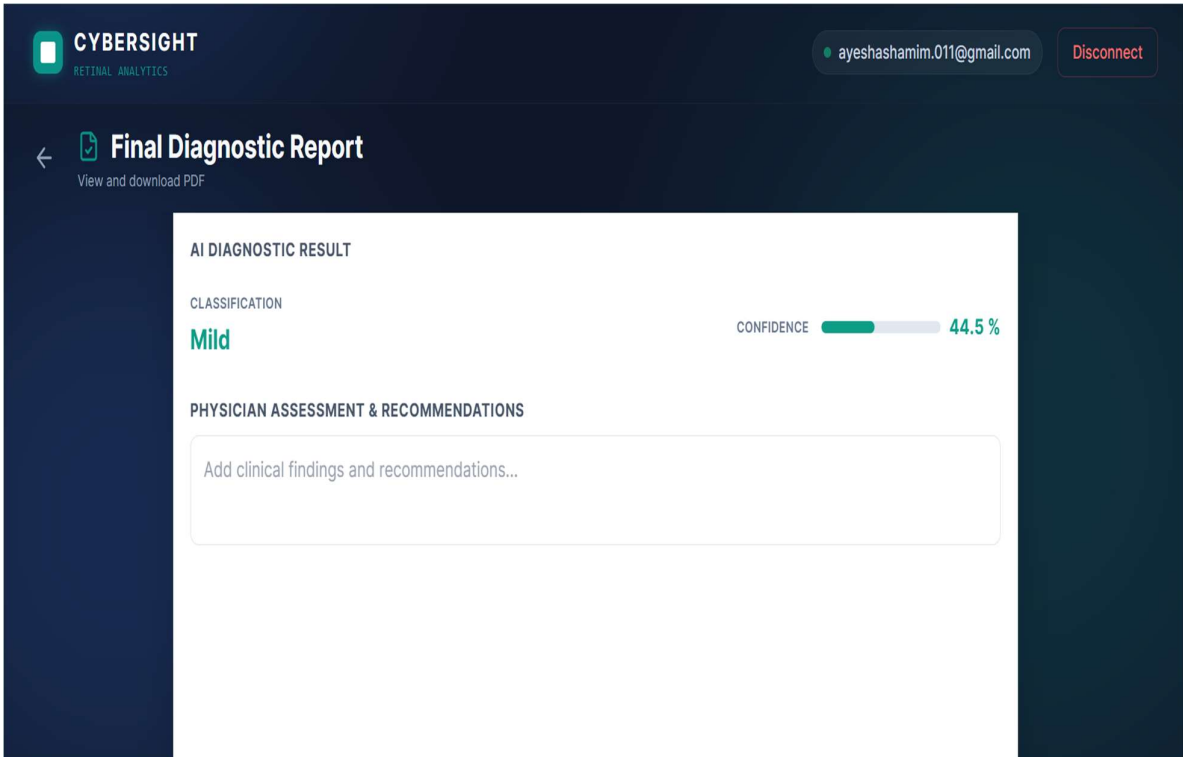 CYBERSIGHT
RETINAL ANALYTICS
ayeshashamim.011@gmail.com
Disconnect
Final Diagnostic Report
View and download PDF
AI DIAGNOSTIC RESULT
CLASSIFICATION
Mild
CONFIDENCE 44.5 %
PHYSICIAN ASSESSMENT & RECOMMENDATIONS
Add clinical findings and recommendations...